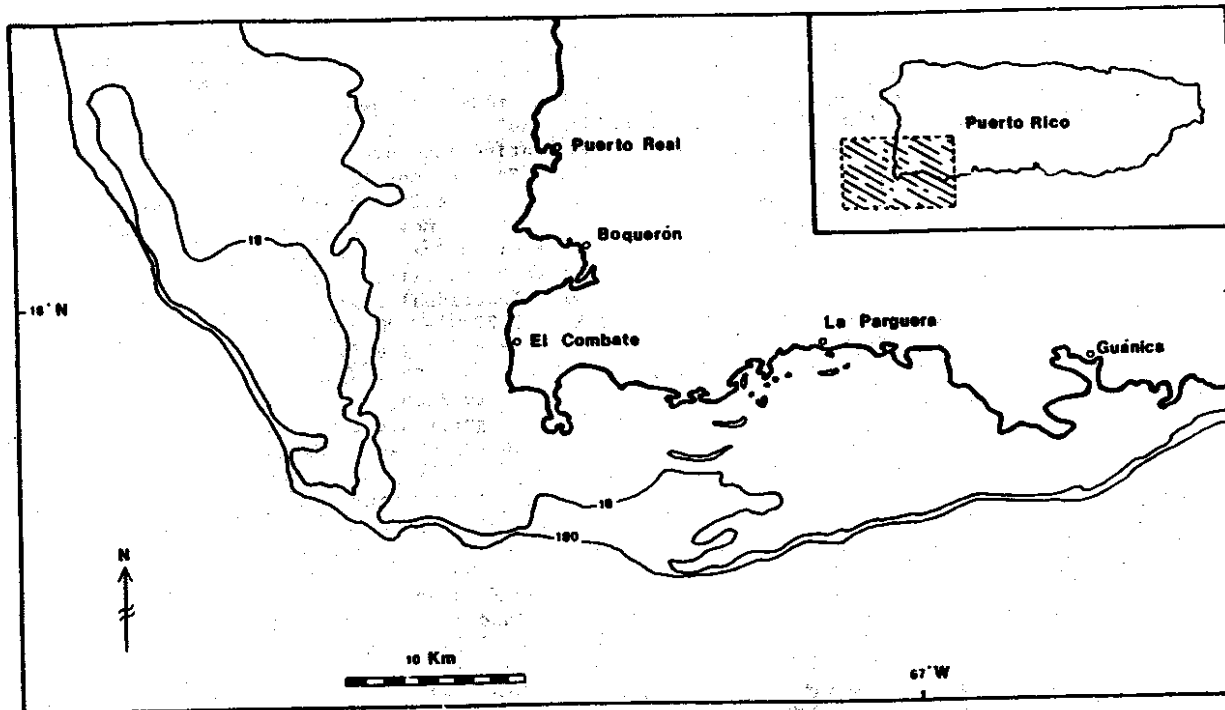 Puerto Rico
Puerto Real
Boquerón
18
18° N
El Combate
La Parguera
Guánica
18
180
N
10 Km
67° W